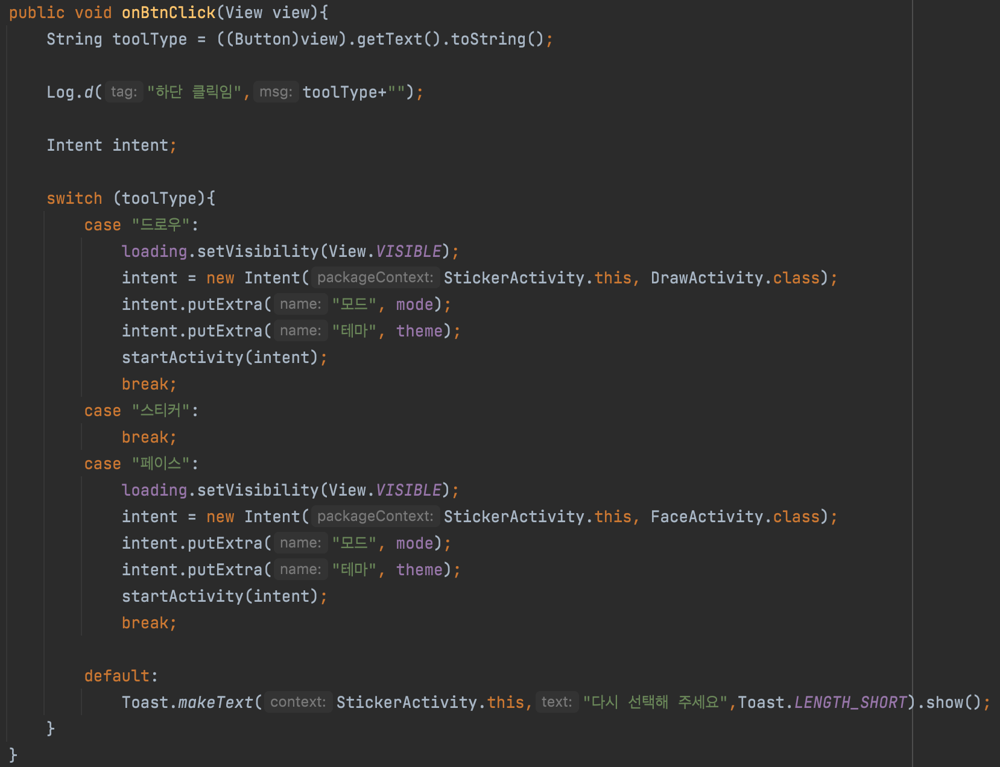 public void onBtnClick(View view){
String toolType = ((Button)view).getText().toString();
Log.d( tag: "하단 클릭임", msg: toolType+"");
Intent intent;
switch (toolType){
case "드로우":
loading.setVisibility(View.VISIBLE);
intent = new Intent( packageContext: StickerActivity.this, DrawActivity.class);
intent.putExtra( name: "모드", mode);
intent.putExtra( name: "테마", theme);
startActivity(intent);
break;
case "스티커":
break;
case "페이스":
loading.setVisibility(View.VISIBLE);
intent = new Intent( packageContext: StickerActivity.this, FaceActivity.class);
intent.putExtra( name: "모드", mode);
intent.putExtra( name: "테마", theme);
startActivity(intent);
break;
default:
Toast.makeText( context: StickerActivity.this, text: "다시 선택해 주세요",Toast.LENGTH_SHORT).show();
}
}